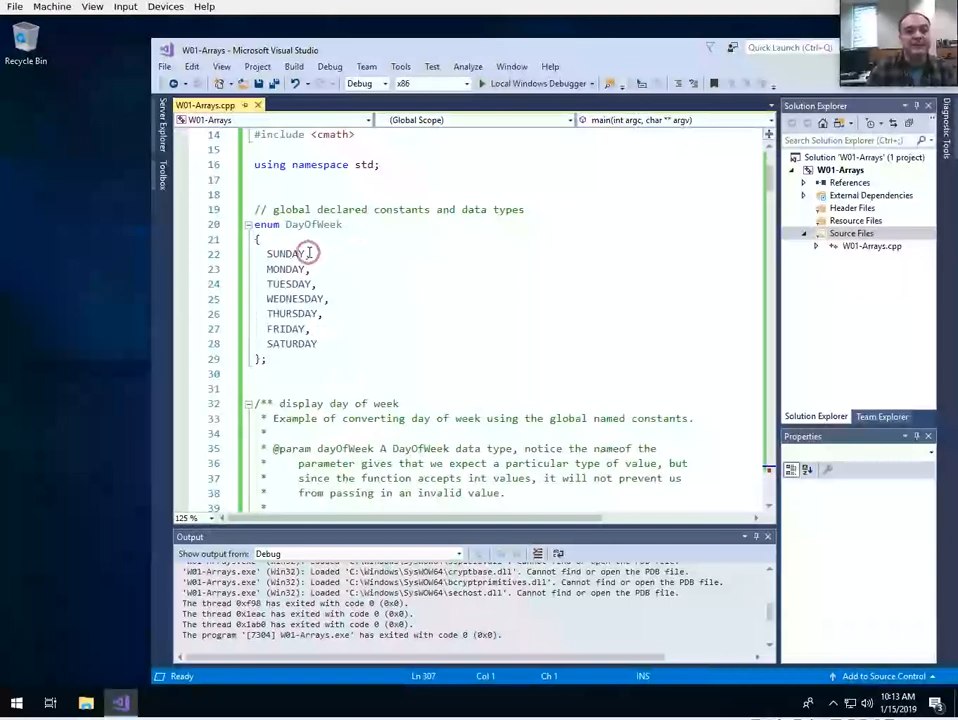 File Machine View Input Devices Help
Recycle Bin
W01-Arrays - Microsoft Visual Studio
Quick Launch (Ctrl+Q)
File Edit View Project Build Debug Team Tools Test Analyze Window Help
Debug x86 Local Windows Debugger
Server Explorer
Toolbox
W01-Arrays.cpp
W01-Arrays (Global Scope) main(int argc, char ** argv)
14 #include <cmath>
15
16 using namespace std;
17
18
19 // global declared constants and data types
20 enum DayOfWeek
21 {
22 SUNDAY,
23 MONDAY,
24 TUESDAY,
25 WEDNESDAY,
26 THURSDAY,
27 FRIDAY,
28 SATURDAY
29 };
30
31
32 /** display day of week
33 * Example of converting day of week using the global named constants.
34 *
35 * @param dayOfWeek A DayOfWeek data type, notice the nameof the
36 * parameter gives that we expect a particular type of value, but
37 * since the function accepts int values, it will not prevent us
38 * from passing in an invalid value.
39 *
125 %
Solution Explorer
Search Solution Explorer (Ctrl+;)
Solution 'W01-Arrays' (1 project)
W01-Arrays
References
External Dependencies
Header Files
Resource Files
Source Files
W01-Arrays.cpp
Solution Explorer Team Explorer
Properties
Diagnostic Tools
Output
Show output from: Debug
'W01-Arrays.exe' (Win32): Loaded 'C:\Windows\SysWOW64\cryptsp.dll'. Cannot find or open the PDB file.
'W01-Arrays.exe' (Win32): Loaded 'C:\Windows\SysWOW64\bcryptprimitives.dll'. Cannot find or open the PDB file.
'W01-Arrays.exe' (Win32): Loaded 'C:\Windows\SysWOW64\sechost.dll'. Cannot find or open the PDB file.
The thread 0xf98 has exited with code 0 (0x0).
The thread 0x1eac has exited with code 0 (0x0).
The thread 0x1ab0 has exited with code 0 (0x0).
The program '[7304] W01-Arrays.exe' has exited with code 0 (0x0).
Ready Ln 307 Col 1 Ch 1 INS Add to Source Control
10:13 AM
1/15/2019
3